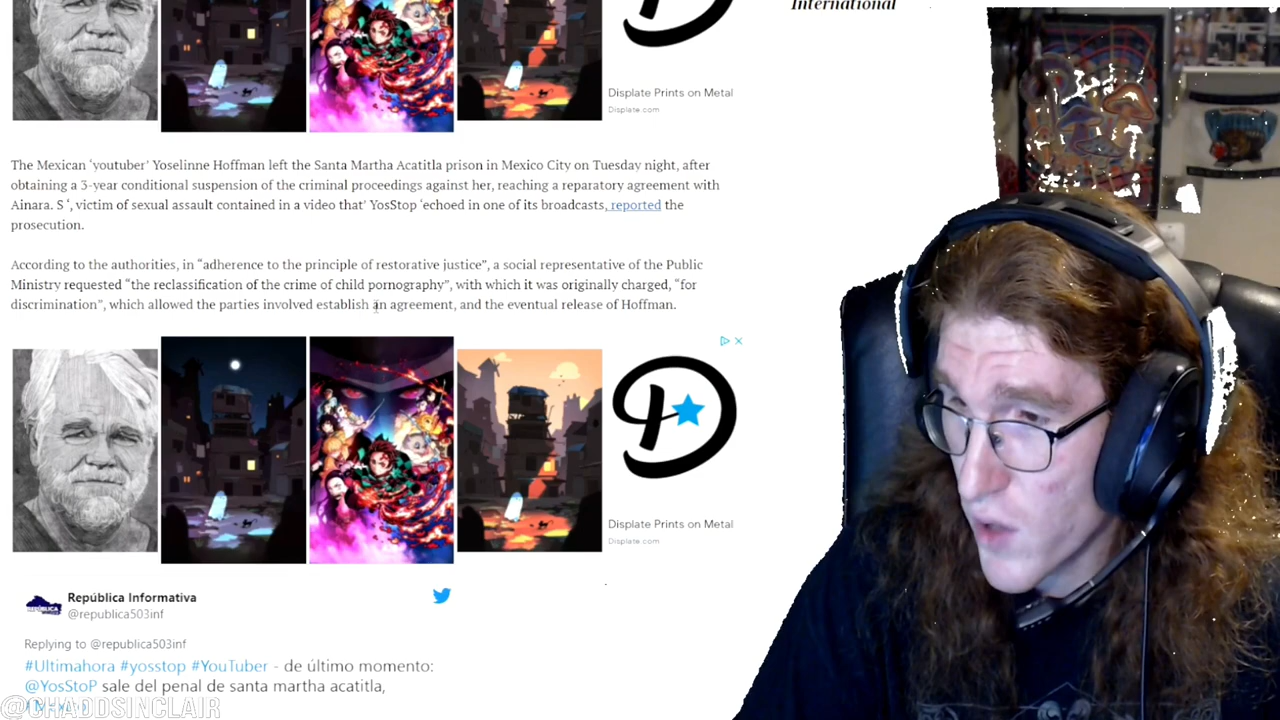 International
Displate Prints on Metal
Displate.com
The Mexican ‘youtuber’ Yoselinne Hoffman left the Santa Martha Acatitla prison in Mexico City on Tuesday night, after
obtaining a 3-year conditional suspension of the criminal proceedings against her, reaching a reparatory agreement with
Ainara. S ‘, victim of sexual assault contained in a video that’ YosStop ‘echoed in one of its broadcasts, reported the
prosecution.
According to the authorities, in “adherence to the principle of restorative justice”, a social representative of the Public
Ministry requested “the reclassification of the crime of child pornography”, with which it was originally charged, “for
discrimination”, which allowed the parties involved establish an agreement, and the eventual release of Hoffman.
Displate Prints on Metal
Displate.com
República Informativa
@republica503inf
Replying to @republica503inf
#Ultimahora #yosstop #YouTuber - de último momento:
@YosStoP sale del penal de santa martha acatitla,
@CHADDSINCLAIR